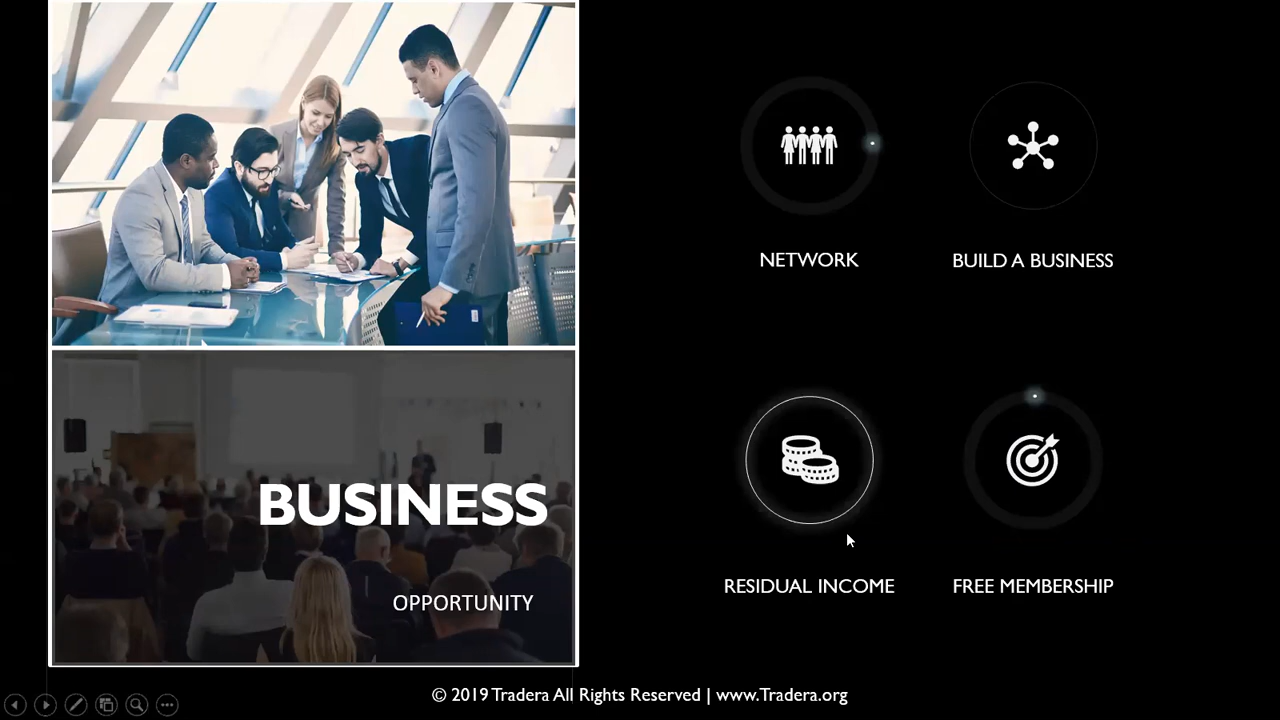 NETWORK
BUILD A BUSINESS
BUSINESS
OPPORTUNITY
RESIDUAL INCOME
FREE MEMBERSHIP
© 2019 Tradera All Rights Reserved | www.Tradera.org